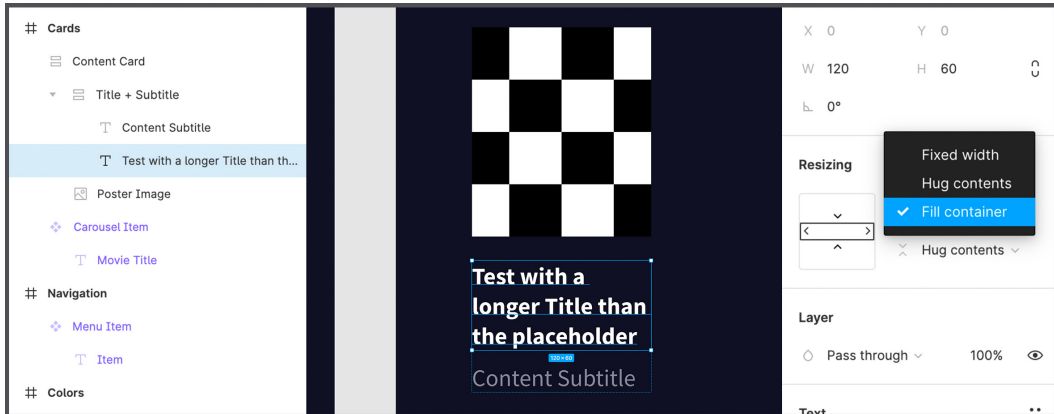 Cards
Content Card
Title + Subtitle
Content Subtitle
Test with a longer Title than th...
Poster Image
Carousel Item
Movie Title
Navigation
Menu Item
Item
Colors
Test with a
longer Title than
the placeholder
120 × 60
Content Subtitle
X 0 Y 0
W 120 H 60
0°
Resizing
Fixed width
Hug contents
Fill container
Hug contents
Layer
Pass through 100%
Text